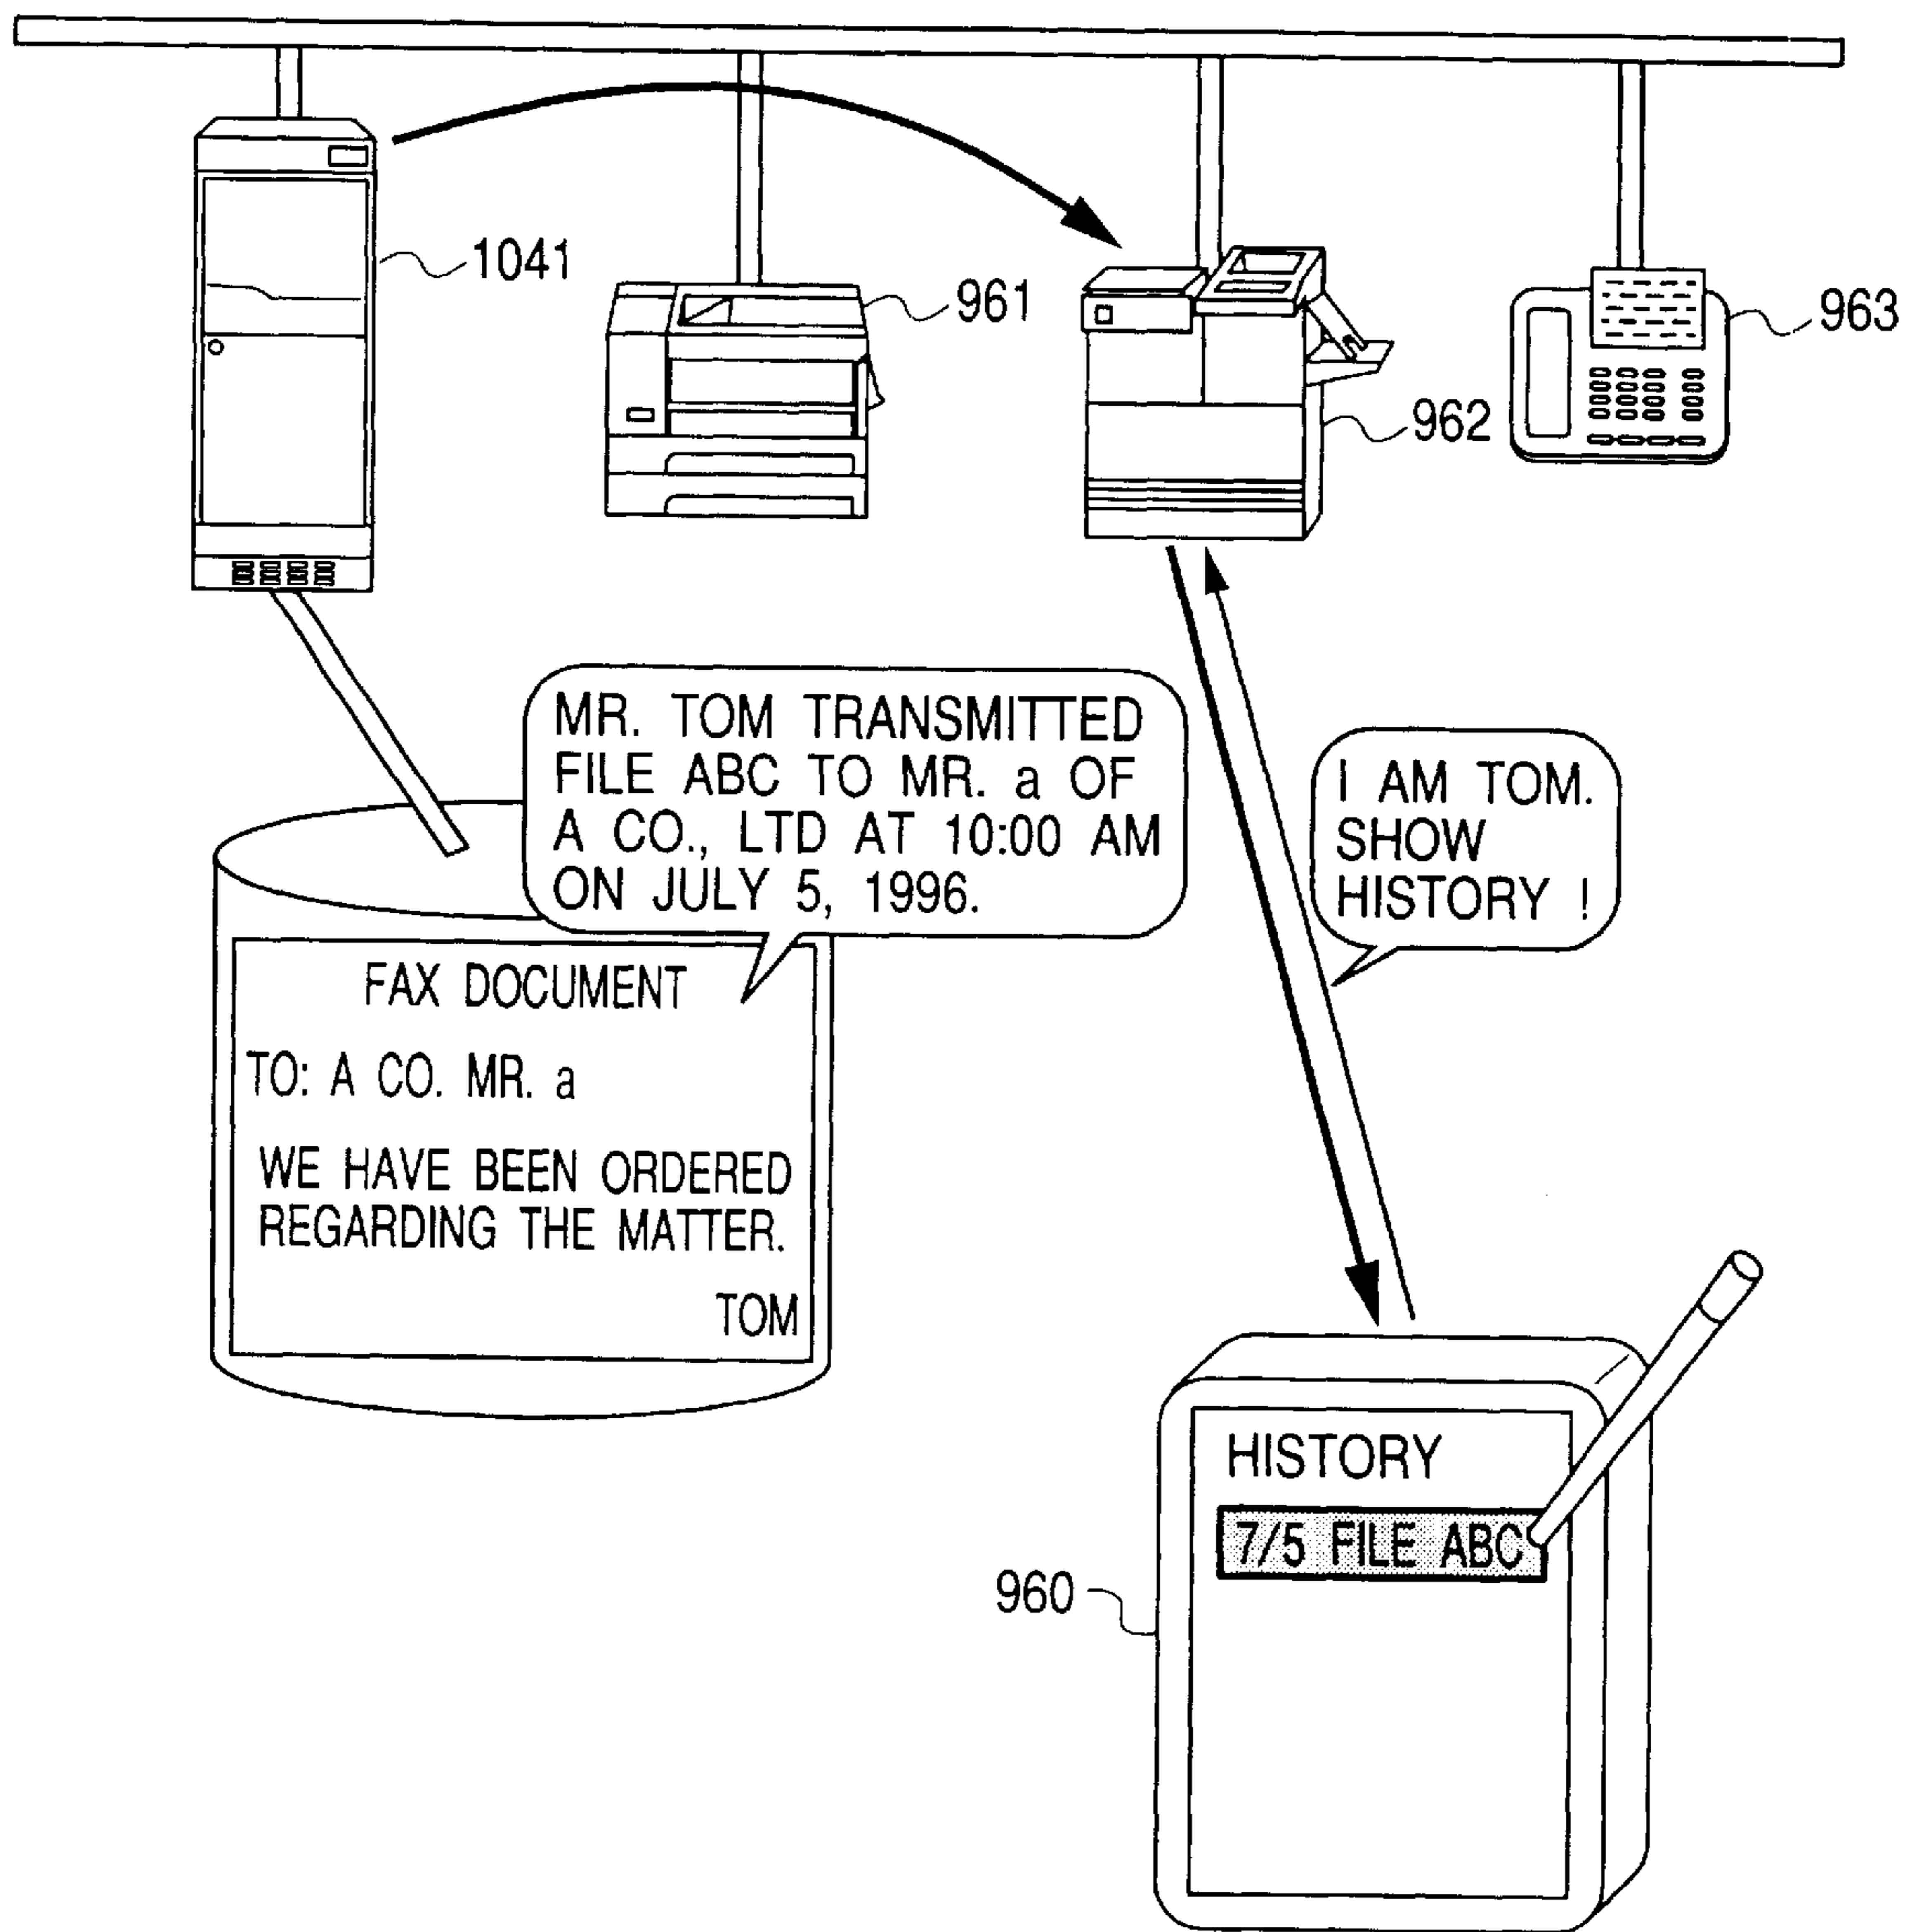 1041
961
962
963
MR. TOM TRANSMITTED
FILE ABC TO MR. a OF
A CO., LTD AT 10:00 AM
ON JULY 5, 1996.
I AM TOM.
SHOW
HISTORY !
FAX DOCUMENT
TO: A CO. MR. a
WE HAVE BEEN ORDERED
REGARDING THE MATTER.
TOM
HISTORY
7/5 FILE ABC
960